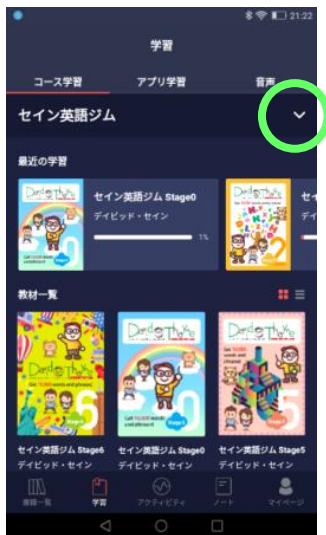 21:22
学習
コース学習 アプリ学習 音声
セイン英語ジム
最近の学習
セイン英語ジム Stage0
デイビッド・セイン
1%
セイ
デイ
教材一覧
セイン英語ジム Stage6
デイビッド・セイン
セイン英語ジム Stage0
デイビッド・セイン
セイン英語ジム Stage5
デイビッド・セイン
書籍一覧 学習 アクティビティ ノート マイページ